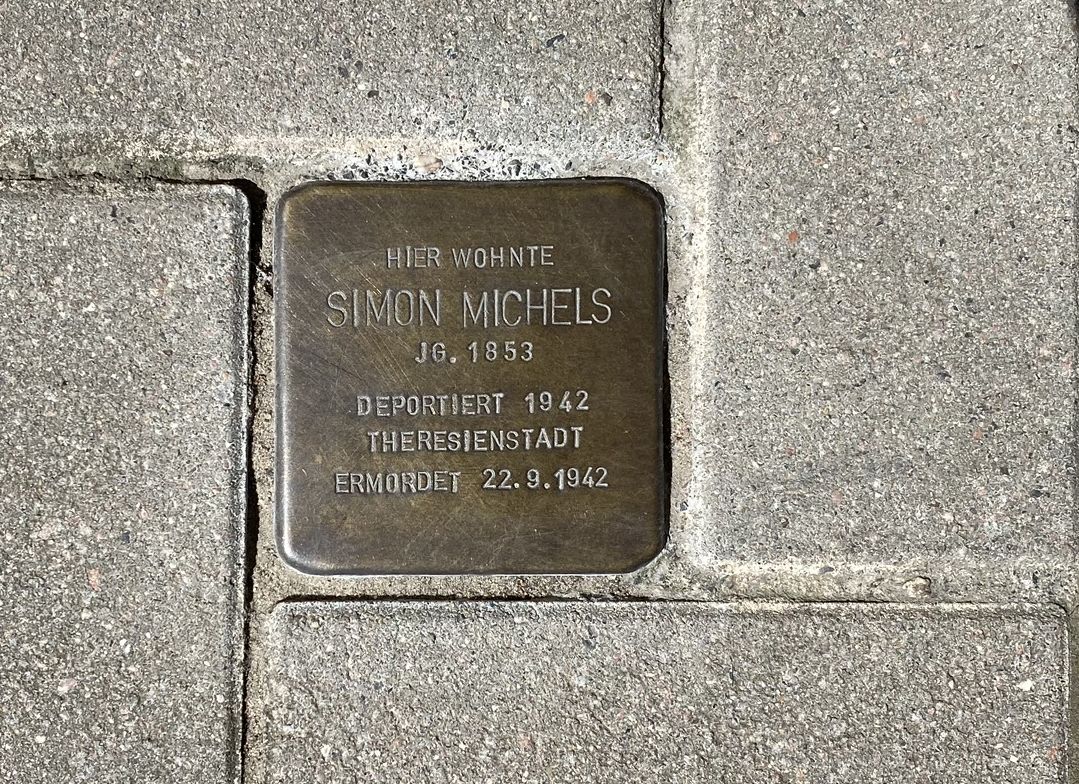 HIER WOHNTE
SIMON MICHELS
JG. 1853
DEPORTIERT 1942
THERESIENSTADT
ERMORDET 22.9.1942